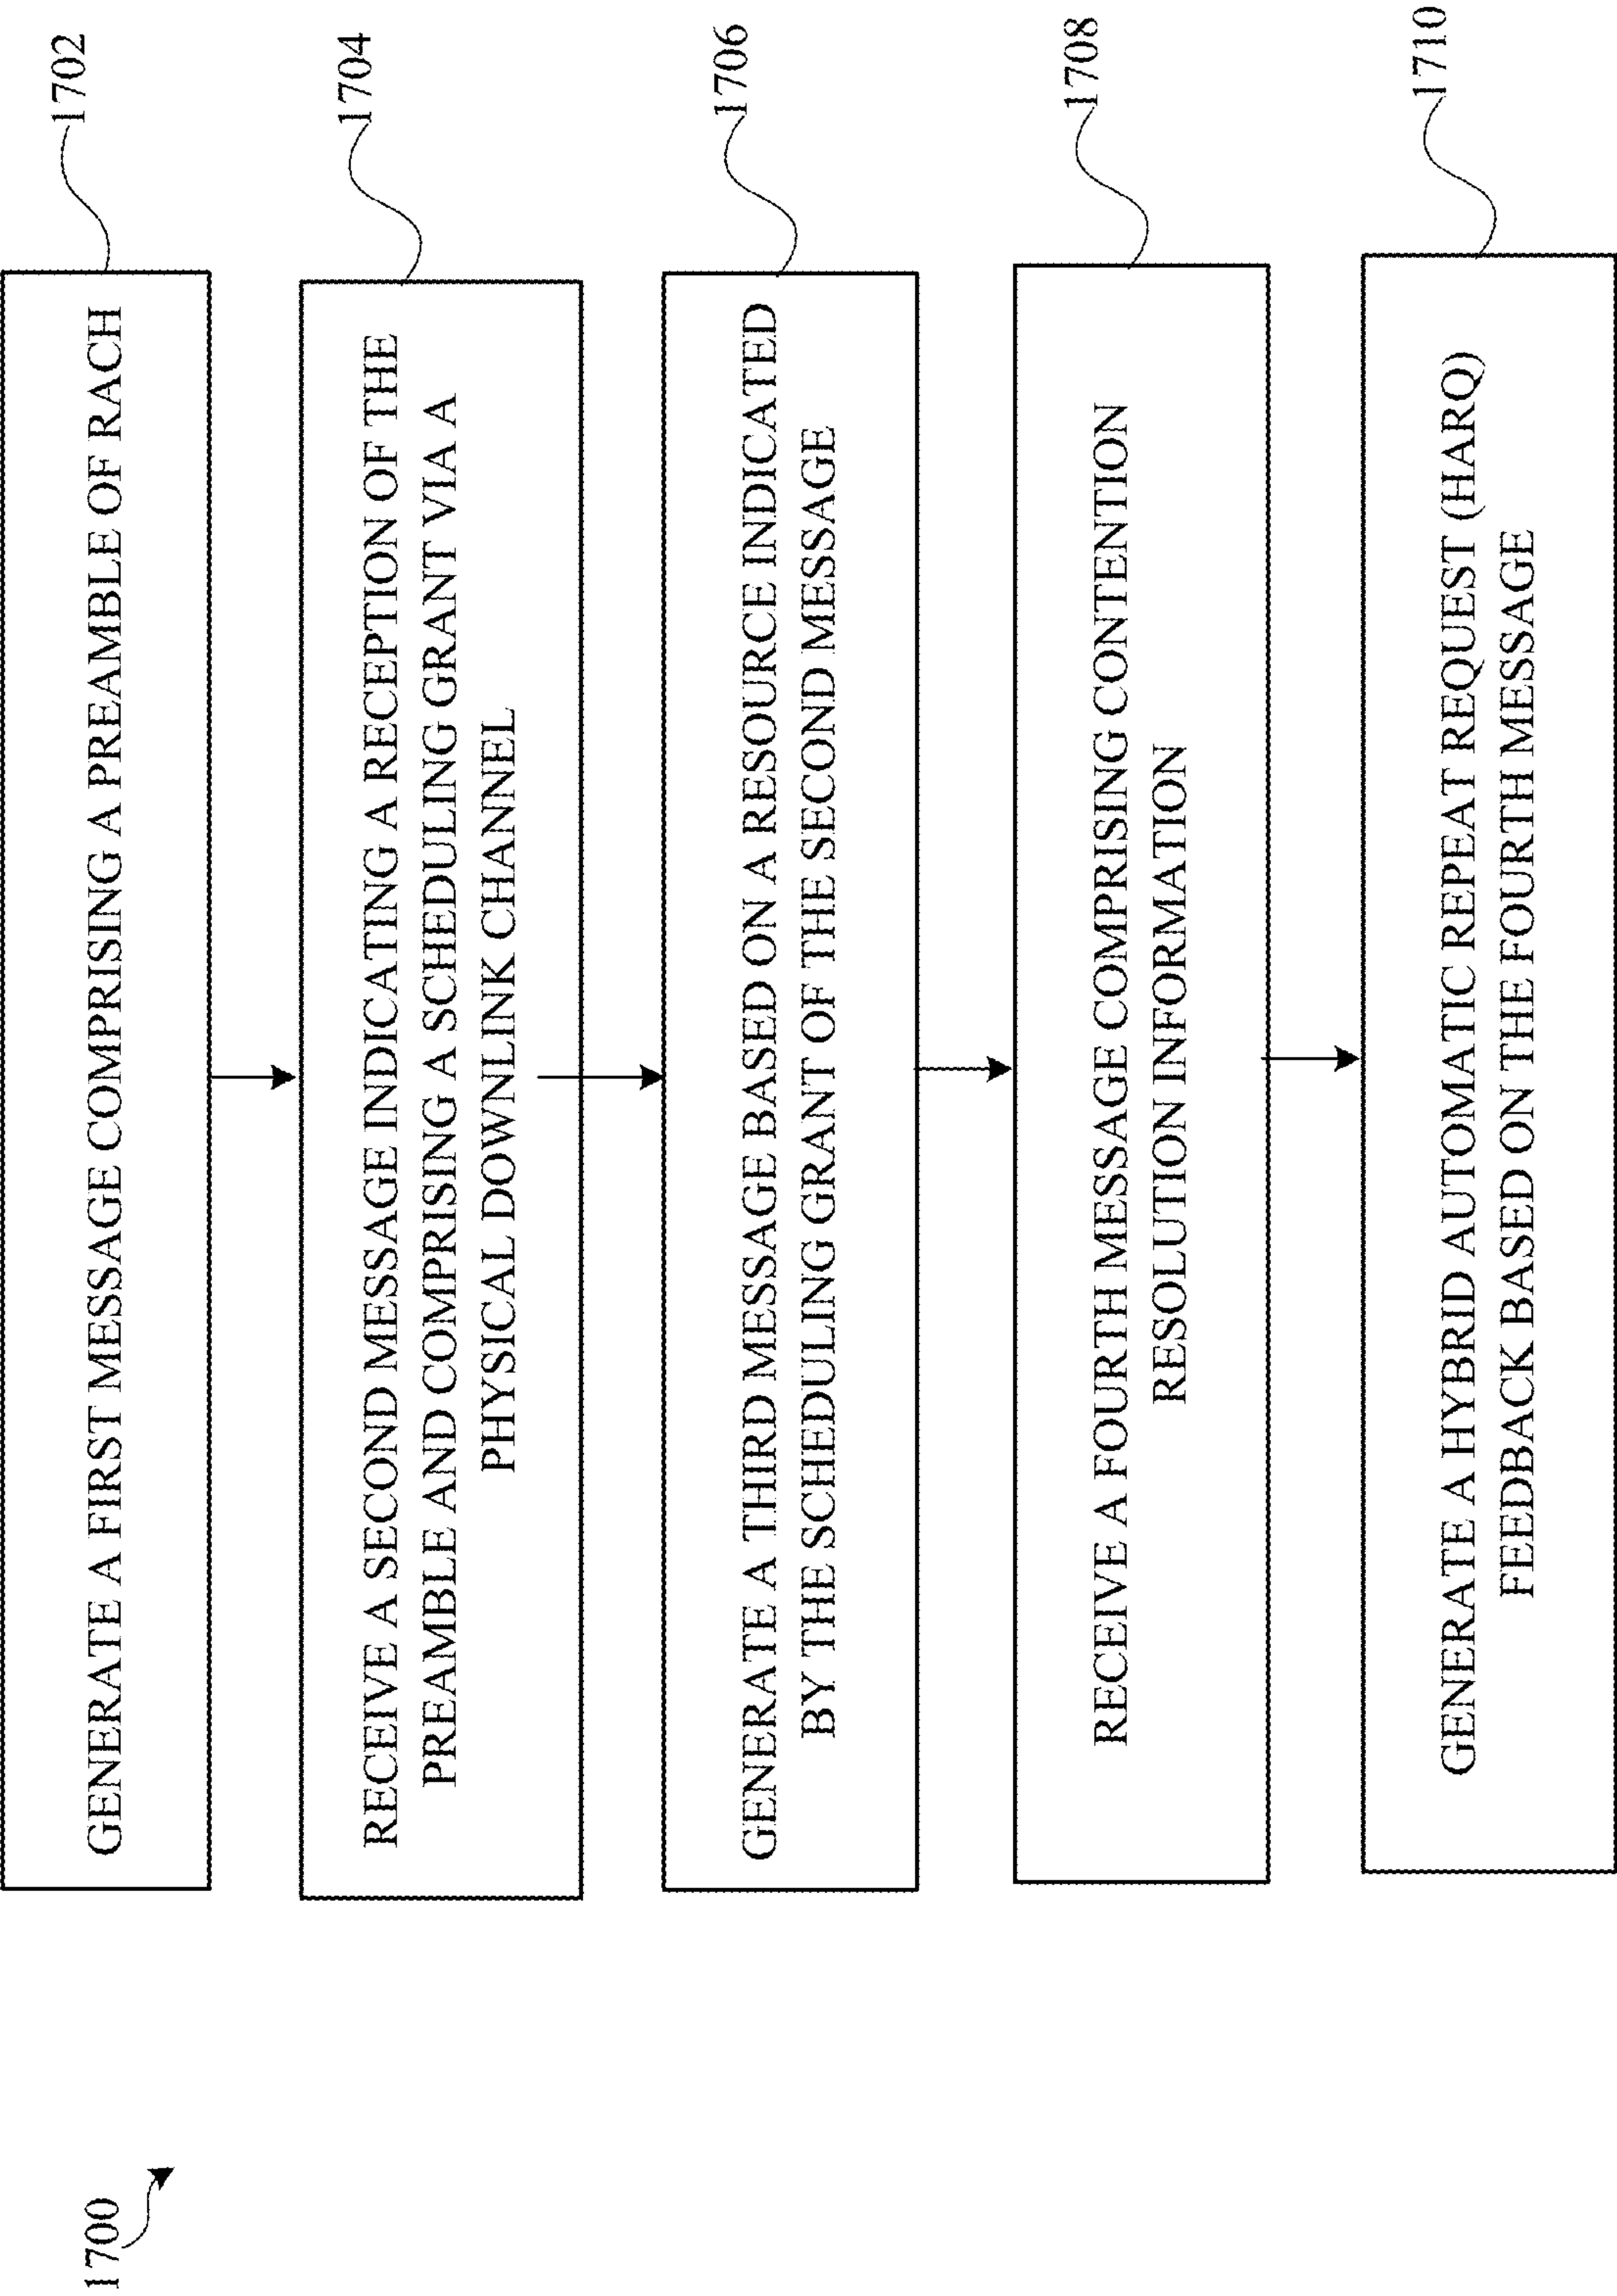 1700
1702
GENERATE A FIRST MESSAGE COMPRISING A PREAMBLE OF RACH
1704
RECEIVE A SECOND MESSAGE INDICATING A RECEPTION OF THE
PREAMBLE AND COMPRISING A SCHEDULING GRANT VIA A
PHYSICAL DOWNLINK CHANNEL
1706
GENERATE A THIRD MESSAGE BASED ON A RESOURCE INDICATED
BY THE SCHEDULING GRANT OF THE SECOND MESSAGE
1708
RECEIVE A FOURTH MESSAGE COMPRISING CONTENTION
RESOLUTION INFORMATION
1710
GENERATE A HYBRID AUTOMATIC REPEAT REQUEST (HARQ)
FEEDBACK BASED ON THE FOURTH MESSAGE